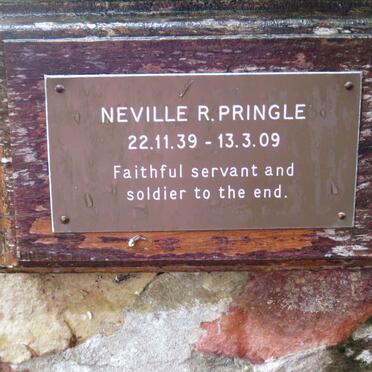 NEVILLE R. PRINGLE
22.11.39 - 13.3.09
Faithful servant and
soldier to the end.